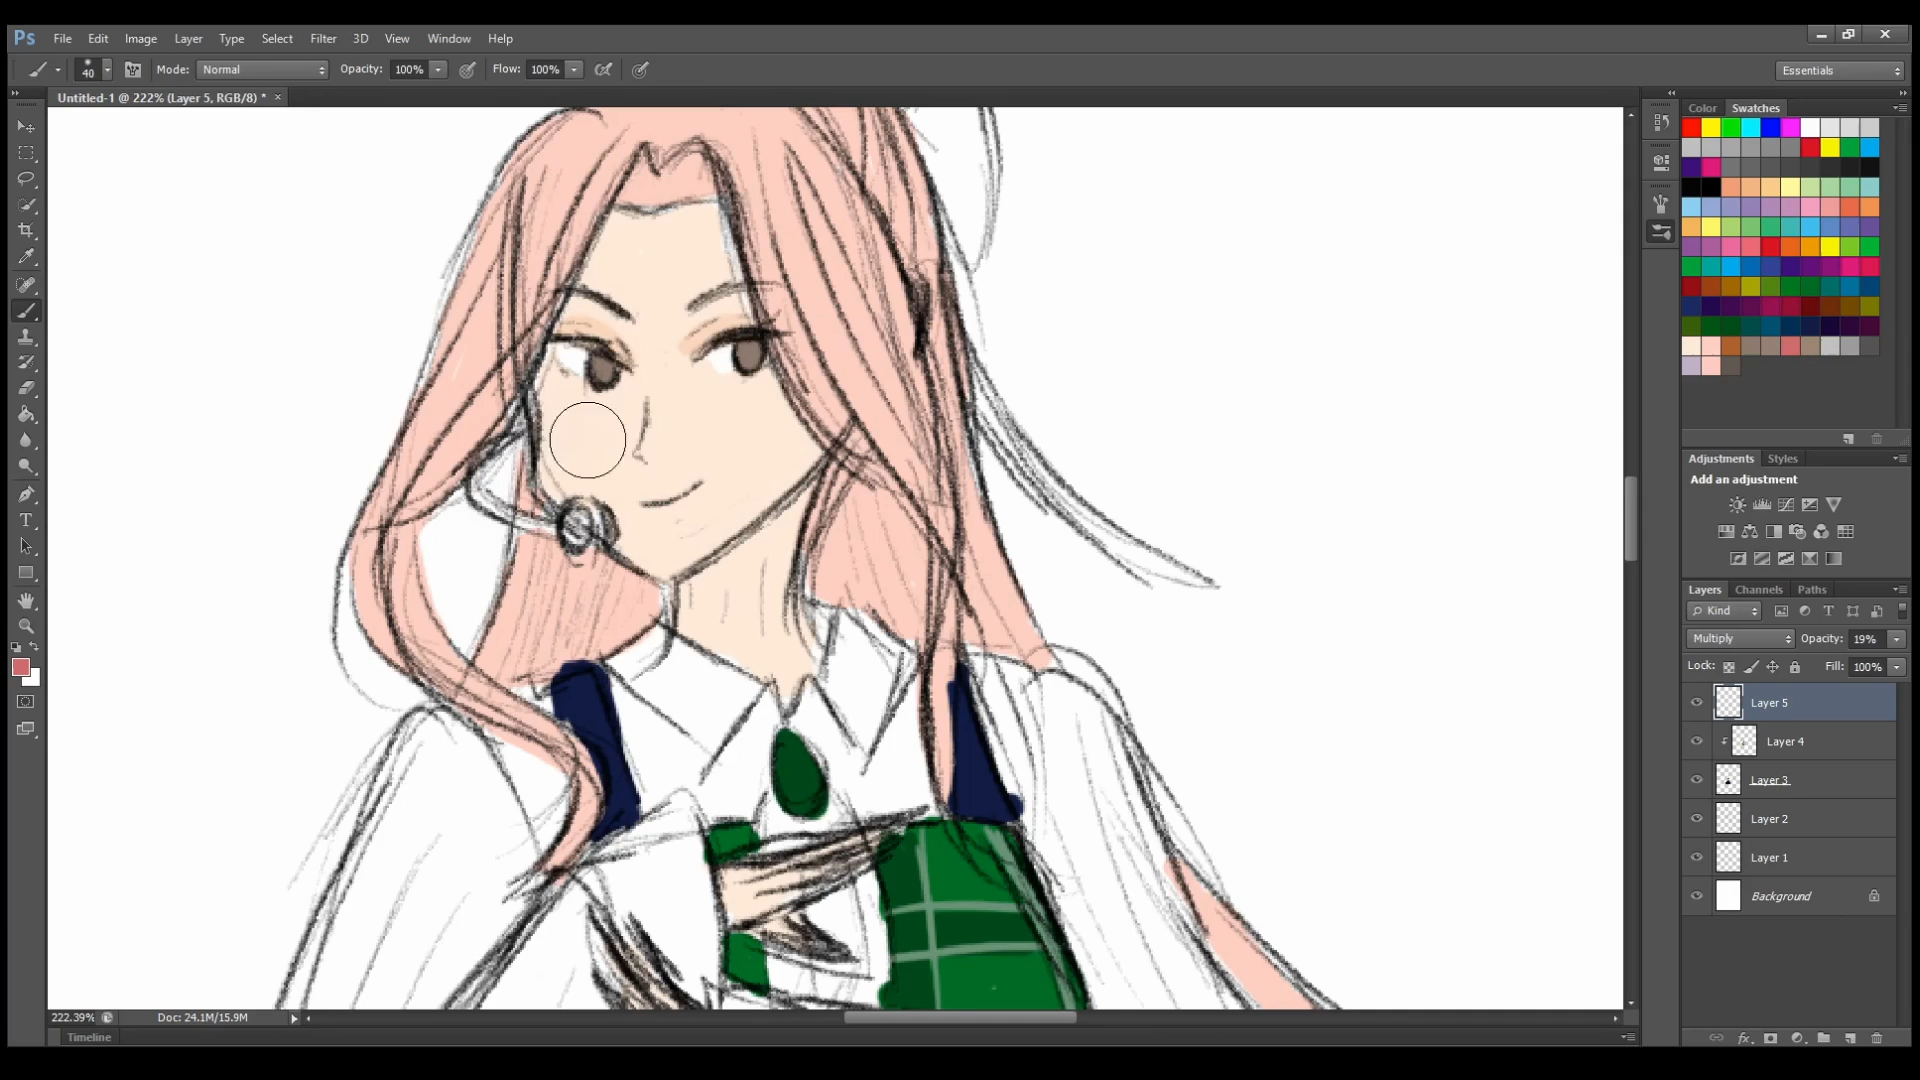 Ps File Edit Image Layer Type Select Filter 3D View Window Help
40 Mode: Normal Opacity: 100% Flow: 100% Essentials
Untitled-1 @ 222% (Layer 5, RGB/8) * ×
Color Swatches
Adjustments Styles
Add an adjustment
Layers Channels Paths
Kind T
Multiply Opacity: 19%
Lock: Fill: 100%
Layer 5
Layer 4
Layer 3
Layer 2
Layer 1
Background
T
222.39% Doc: 24.1M/15.9M
Timeline
fx